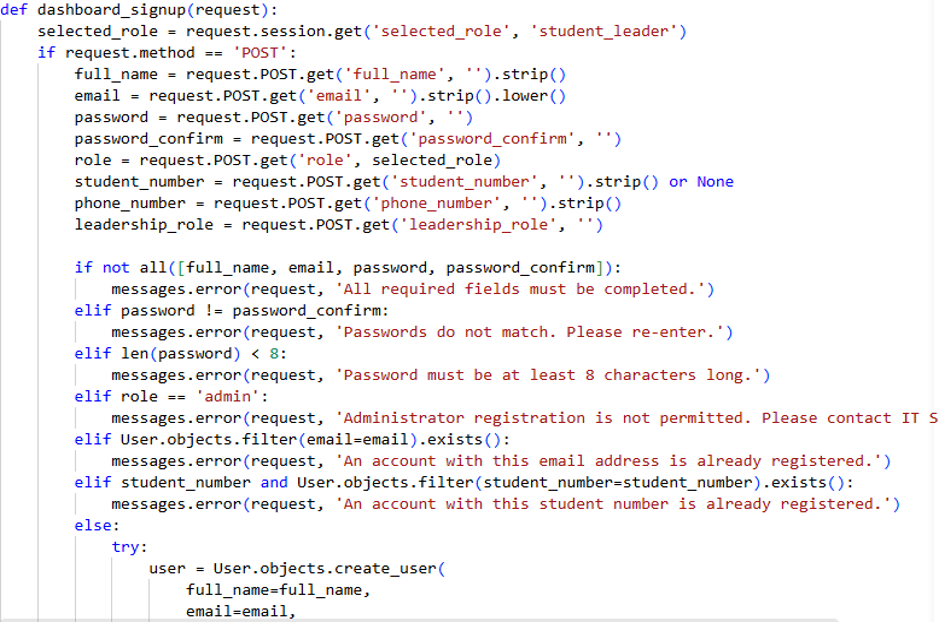 def dashboard_signup(request):
    selected_role = request.session.get('selected_role', 'student_leader')
    if request.method == 'POST':
        full_name = request.POST.get('full_name', '').strip()
        email = request.POST.get('email', '').strip().lower()
        password = request.POST.get('password', '')
        password_confirm = request.POST.get('password_confirm', '')
        role = request.POST.get('role', selected_role)
        student_number = request.POST.get('student_number', '').strip() or None
        phone_number = request.POST.get('phone_number', '').strip()
        leadership_role = request.POST.get('leadership_role', '')

        if not all([full_name, email, password, password_confirm]):
            messages.error(request, 'All required fields must be completed.')
        elif password != password_confirm:
            messages.error(request, 'Passwords do not match. Please re-enter.')
        elif len(password) < 8:
            messages.error(request, 'Password must be at least 8 characters long.')
        elif role == 'admin':
            messages.error(request, 'Administrator registration is not permitted. Please contact IT S
        elif User.objects.filter(email=email).exists():
            messages.error(request, 'An account with this email address is already registered.')
        elif student_number and User.objects.filter(student_number=student_number).exists():
            messages.error(request, 'An account with this student number is already registered.')
        else:
            try:
                user = User.objects.create_user(
                    full_name=full_name,
                    email=email,